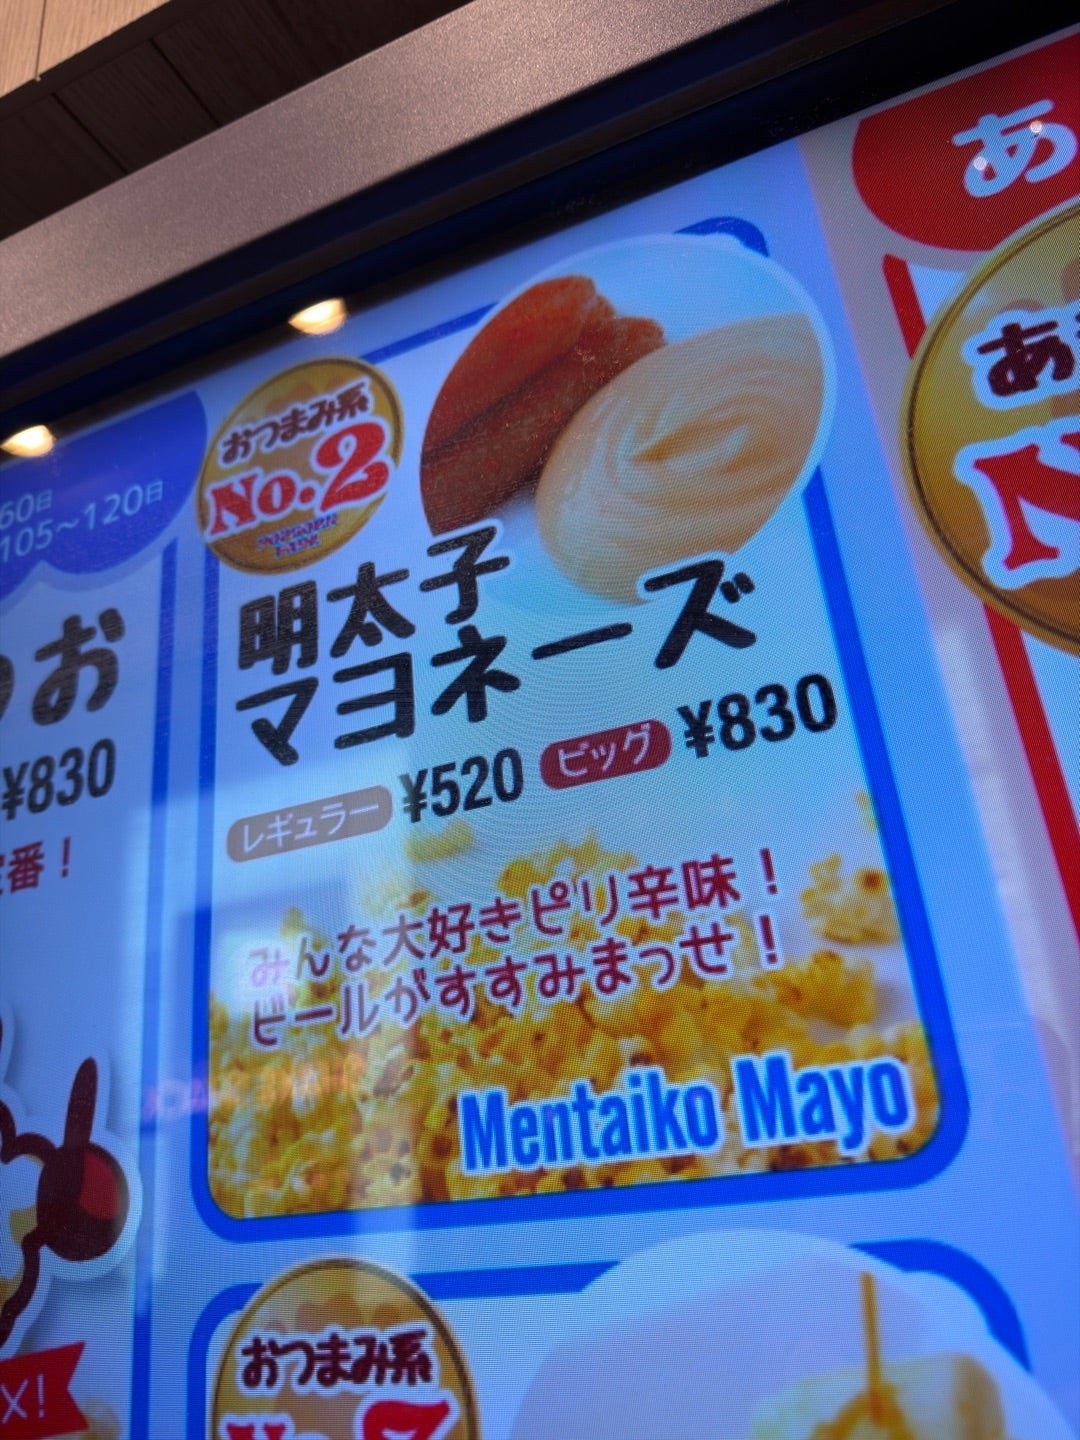 60日
105～120日
お
¥830
番！
おつまみ系
No.2
明太子
マヨネーズ
レギュラー ¥520 ビッグ ¥830
みんな大好きピリ辛味！
ビールがすすみまっせ！
Mentaiko Mayo
あ
あ
N
おつまみ系
X!